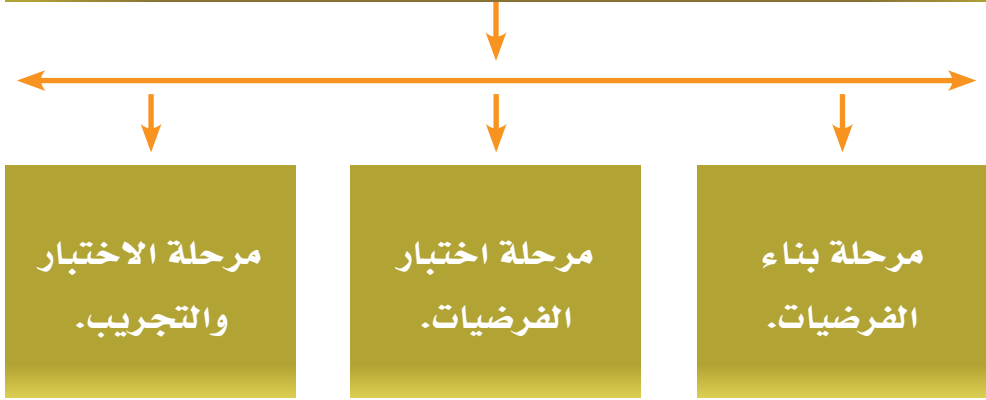 مرحلة بناء
الفرضيات.
مرحلة اختبار
الفرضيات.
مرحلة الاختبار
والتجريب.